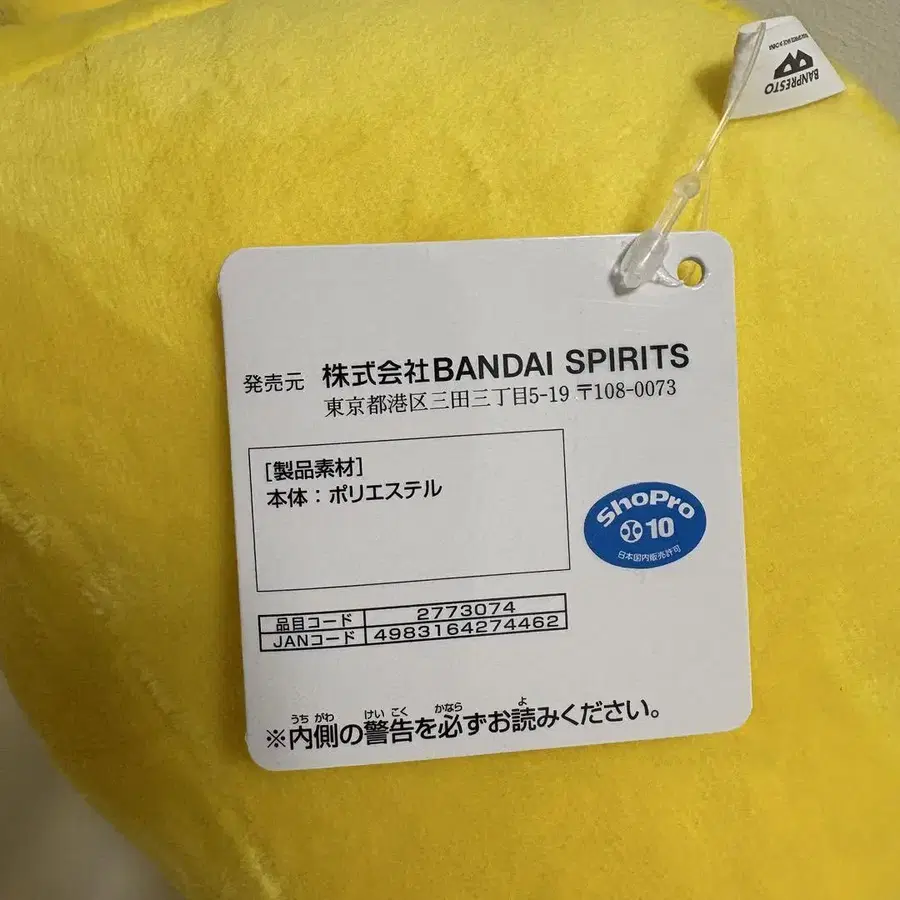 BANPRESTO
発売元 株式会社BANDAI SPIRITS
東京都港区三田三丁目5-19 〒108-0073
[製品素材]
本体：ポリエステル
ShoPro
10
日本国内販売許可
品目コード 2773074
JANコード 4983164274462
うちがわ けいこく かなら よ
※内側の警告を必ずお読みください。